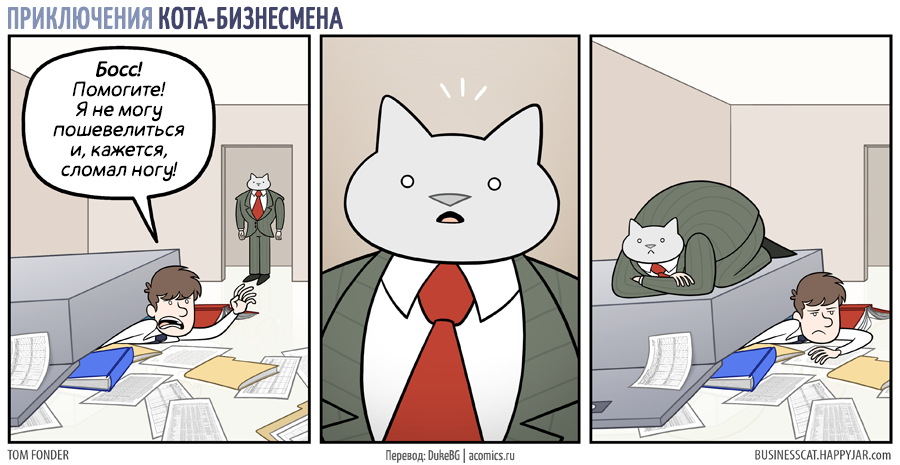 ПРИКЛЮЧЕНИЯ КОТА-БИЗНЕСМЕНА
Босс!
Помогите!
Я не могу
пошевелиться
и, кажется,
сломал ногу!
TOM FONDER
Перевод: DukeBG | acomics.ru
BUSINESSCAT.HAPPYJAR.com